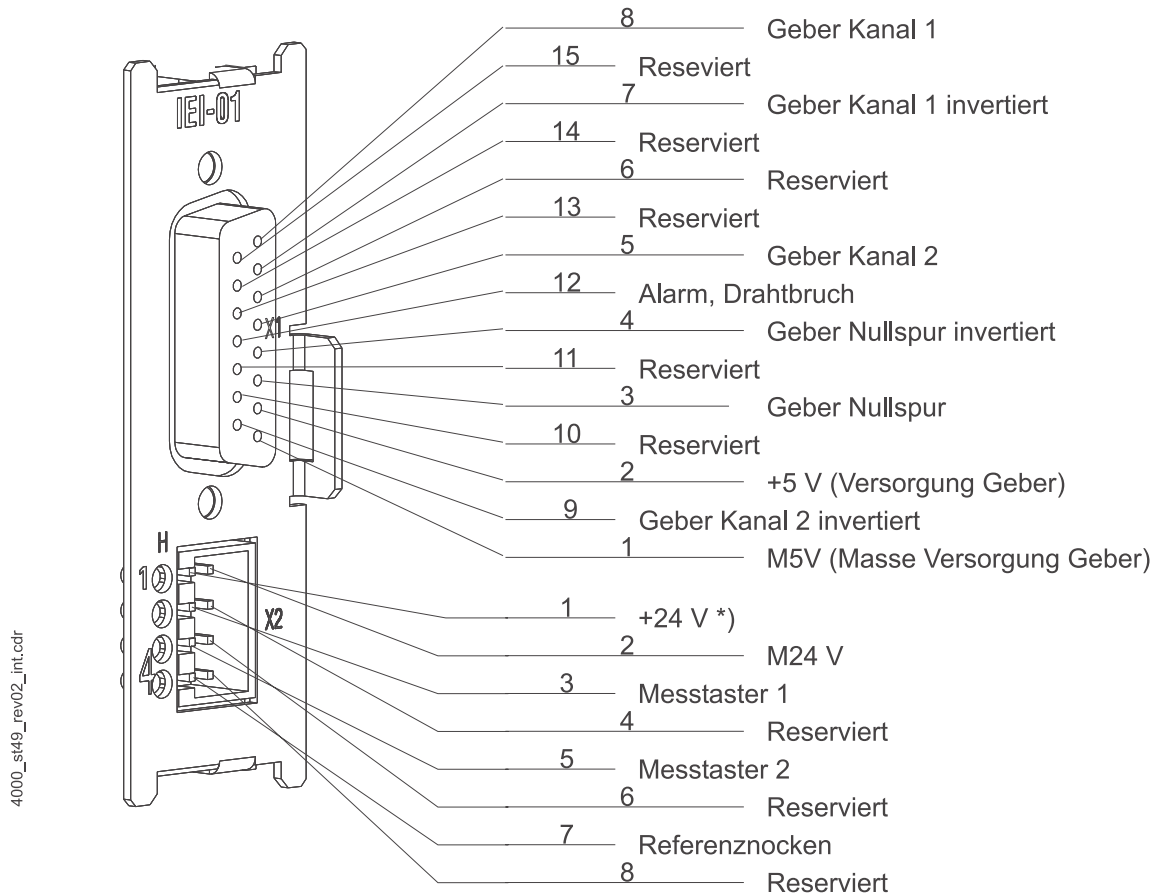 8 Geber Kanal 1
15 Reseviert
7 Geber Kanal 1 invertiert
14 Reserviert
6 Reserviert
13 Reserviert
5 Geber Kanal 2
12 Alarm, Drahtbruch
4 Geber Nullspur invertiert
11 Reserviert
3 Geber Nullspur
10 Reserviert
2 +5 V (Versorgung Geber)
9 Geber Kanal 2 invertiert
1 M5V (Masse Versorgung Geber)
1 +24 V *)
2 M24 V
3 Messtaster 1
4 Reserviert
5 Messtaster 2
6 Reserviert
7 Referenznocken
8 Reserviert
IEI-01
X1
H
1
X2
4
4000_st49_rev02_int.cdr